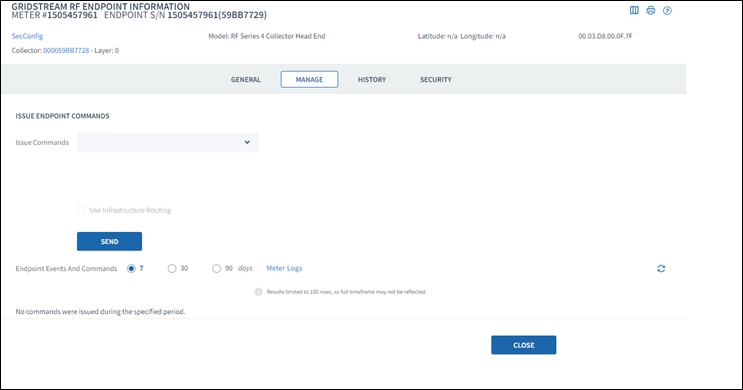 GRIDSTREAM RF ENDPOINT INFORMATION
METER #1505457961 ENDPOINT S/N 1505457961(59BB7729)
SecConfig Model: RF Series 4 Collector Head End Latitude: n/a Longitude: n/a 00.03.D8.00.0F.7F
Collector: 000059BB7728 - Layer: 0
GENERAL MANAGE HISTORY SECURITY
ISSUE ENDPOINT COMMANDS
Issue Commands
Use Infrastructure Routing
SEND
Endpoint Events And Commands 7 30 90 days Meter Logs
Results limited to 100 rows, so full timeframe may not be reflected.
No commands were issued during the specified period.
CLOSE